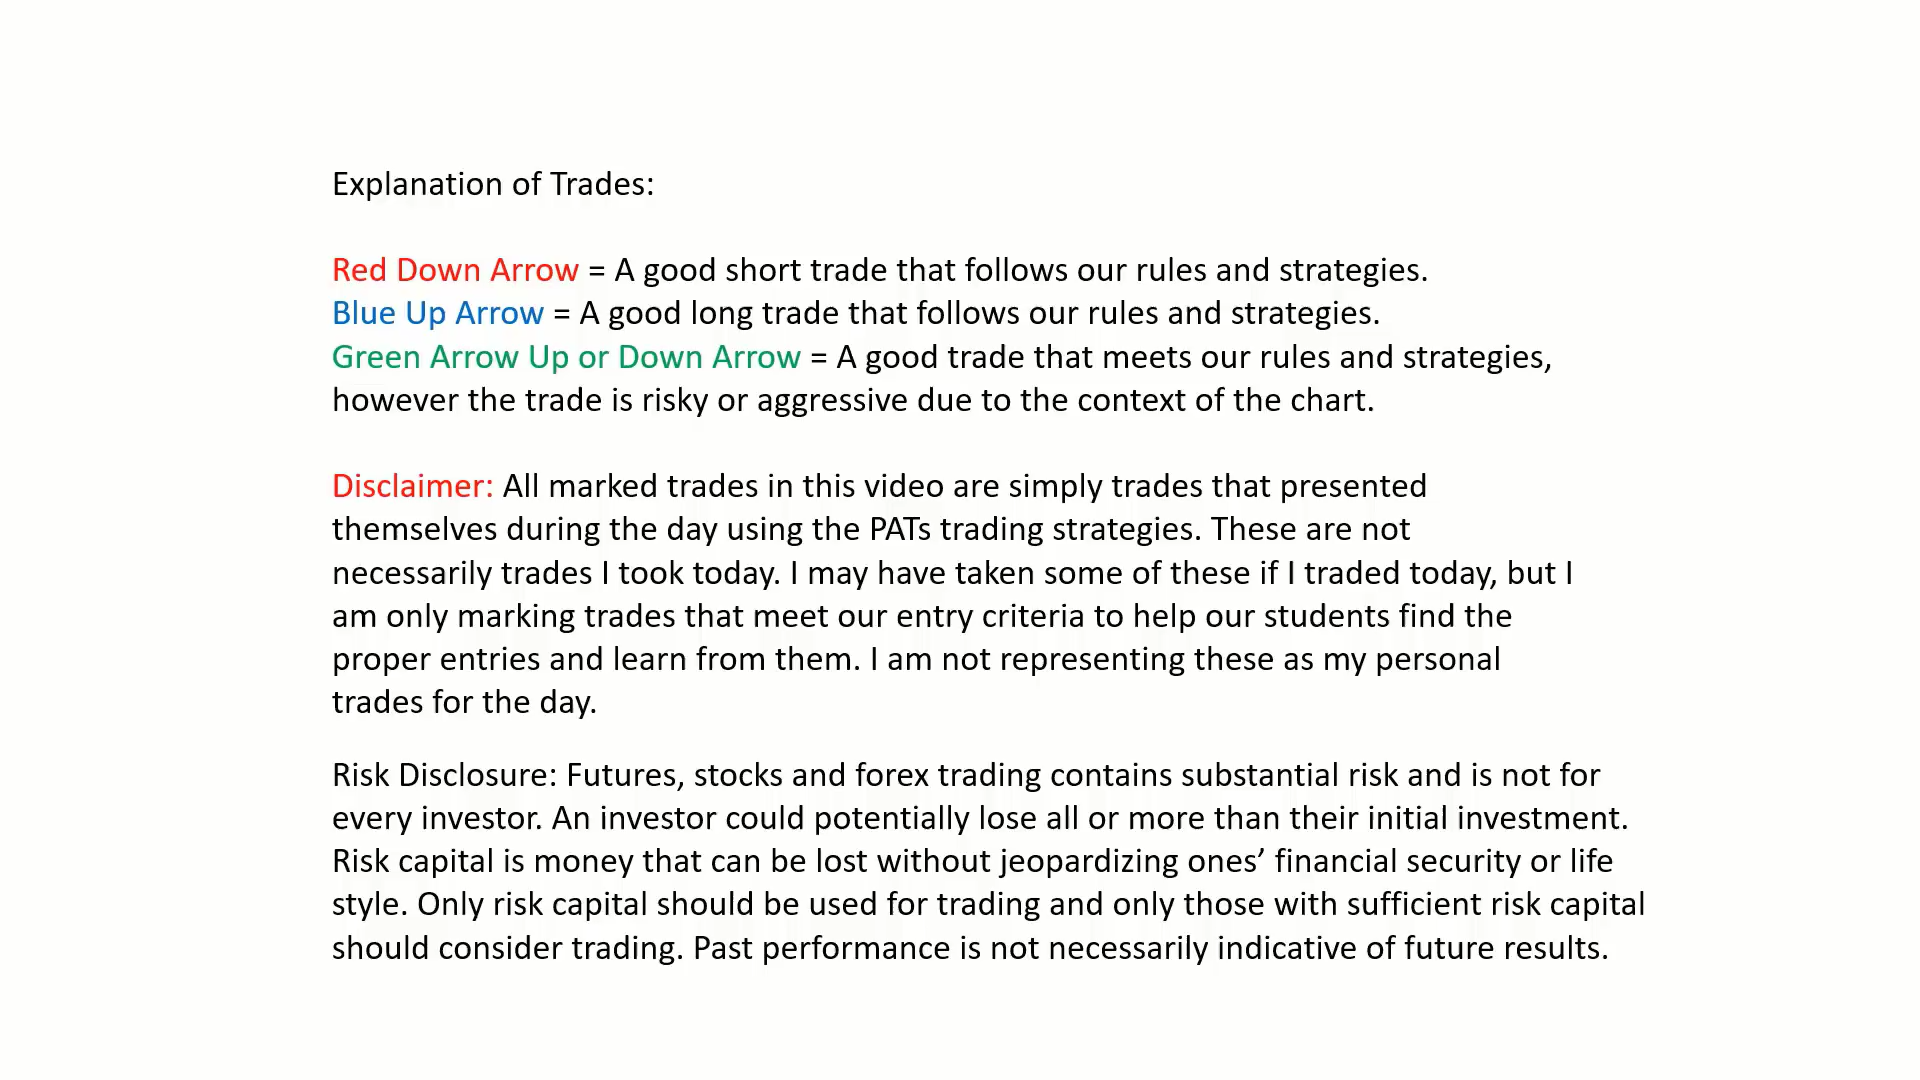 Explanation of Trades:
Red Down Arrow = A good short trade that follows our rules and strategies.
Blue Up Arrow = A good long trade that follows our rules and strategies.
Green Arrow Up or Down Arrow = A good trade that meets our rules and strategies,
however the trade is risky or aggressive due to the context of the chart.
Disclaimer: All marked trades in this video are simply trades that presented
themselves during the day using the PATs trading strategies. These are not
necessarily trades I took today. I may have taken some of these if I traded today, but I
am only marking trades that meet our entry criteria to help our students find the
proper entries and learn from them. I am not representing these as my personal
trades for the day.
Risk Disclosure: Futures, stocks and forex trading contains substantial risk and is not for
every investor. An investor could potentially lose all or more than their initial investment.
Risk capital is money that can be lost without jeopardizing ones’ financial security or life
style. Only risk capital should be used for trading and only those with sufficient risk capital
should consider trading. Past performance is not necessarily indicative of future results.